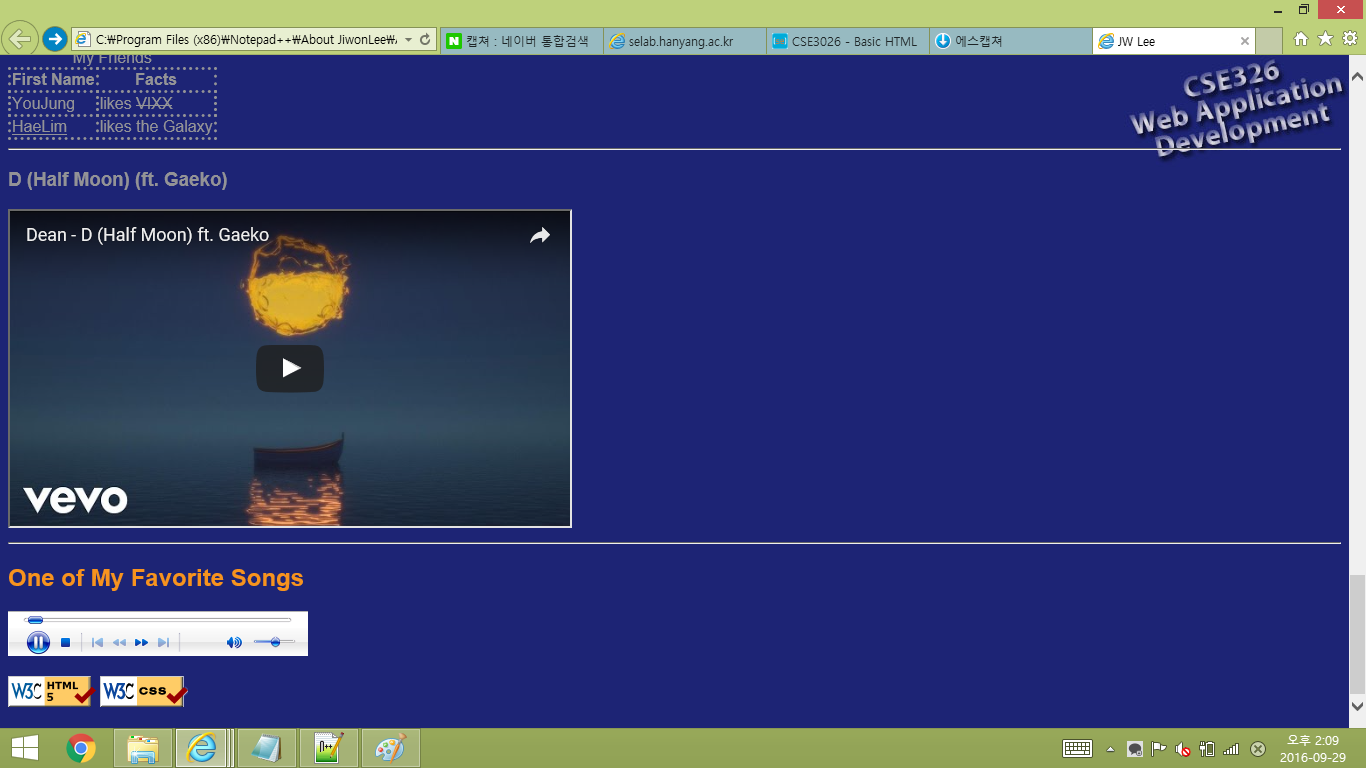 C:₩Program Files (x86)₩Notepad++₩About JiwonLee₩
캡쳐 : 네이버 통합검색
selab.hanyang.ac.kr
CSE3026 - Basic HTML
에스캡쳐
JW Lee
My Friends
First Name Facts
YouJung likes VIXX
HaeLim likes the Galaxy
CSE326
Web Application
Development
D (Half Moon) (ft. Gaeko)
Dean - D (Half Moon) ft. Gaeko
vevo
One of My Favorite Songs
W3C HTML 5
W3C CSS
N++
오후 2:09
2016-09-29